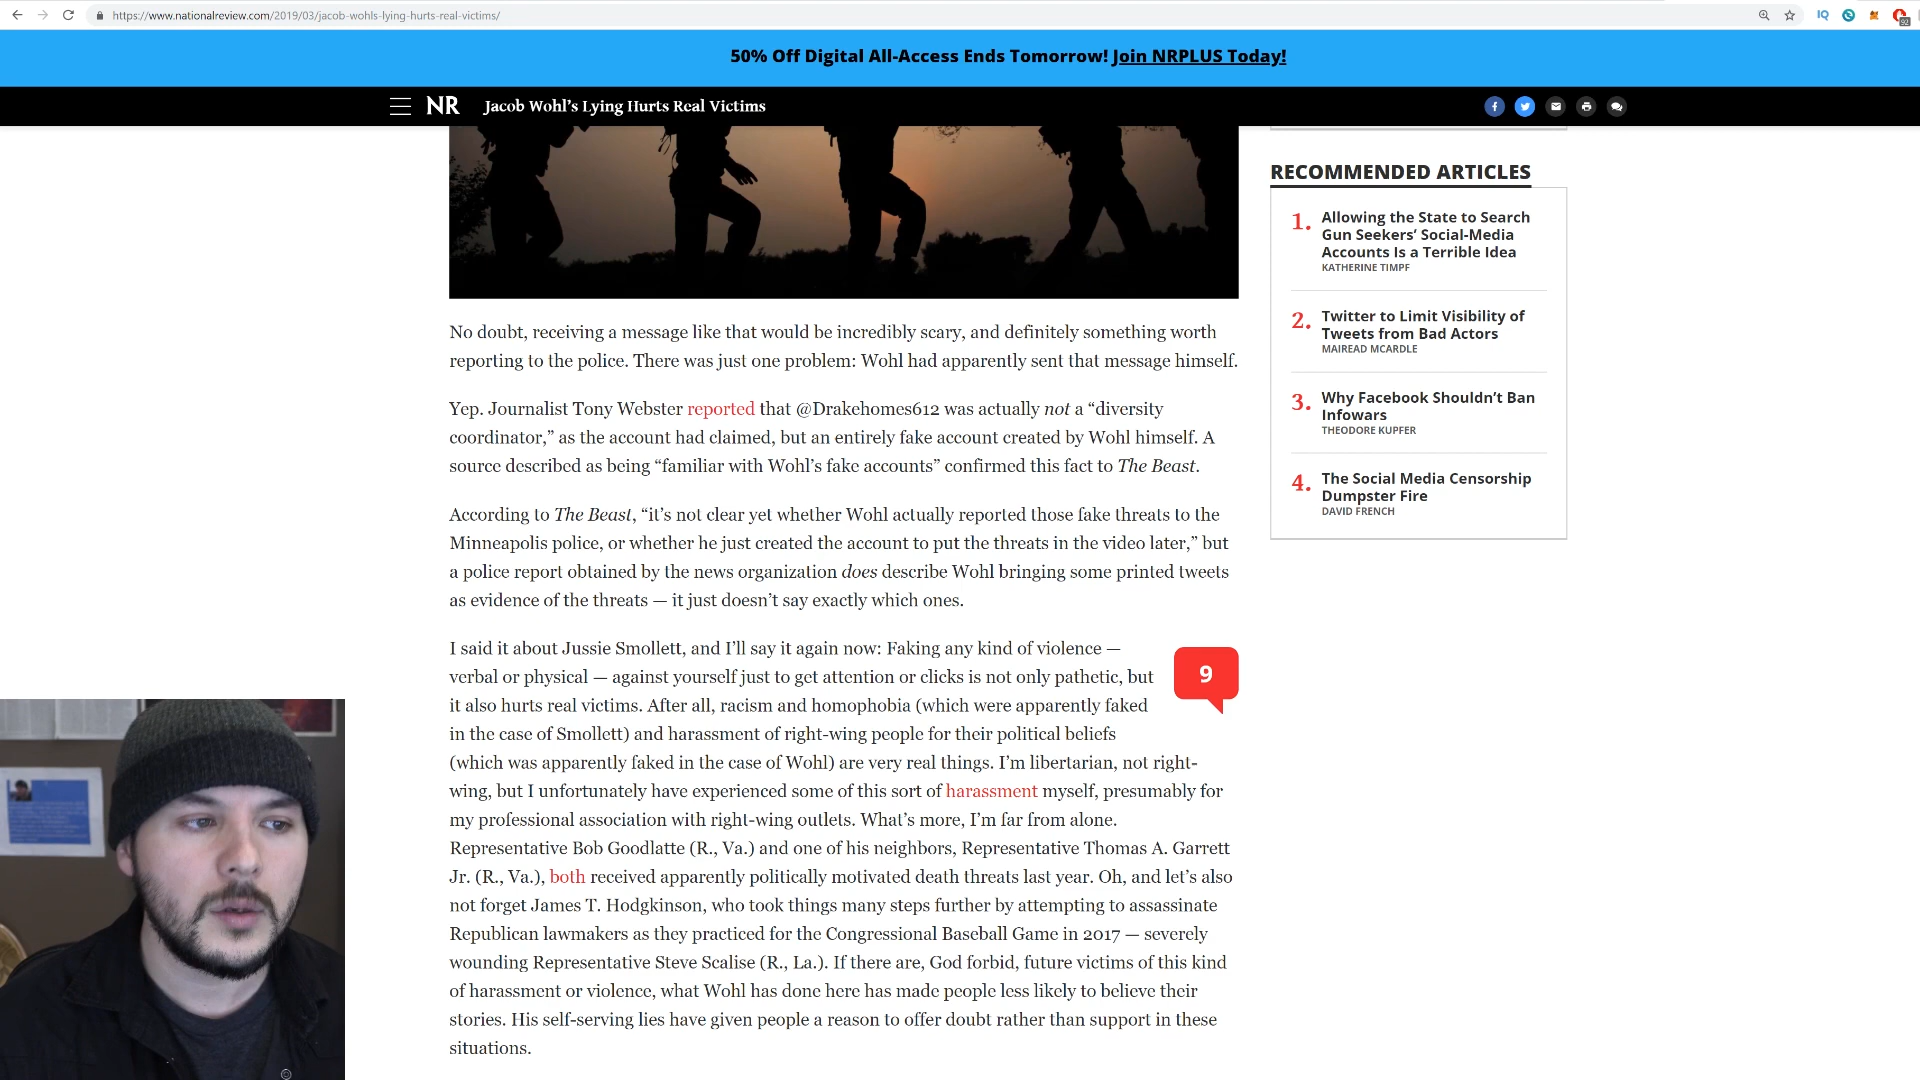 https://www.nationalreview.com/2019/03/jacob-wohls-lying-hurts-real-victims/
IQ
92
50% Off Digital All-Access Ends Tomorrow! Join NRPLUS Today!
NR
Jacob Wohl's Lying Hurts Real Victims
No doubt, receiving a message like that would be incredibly scary, and definitely something worth
reporting to the police. There was just one problem: Wohl had apparently sent that message himself.
Yep. Journalist Tony Webster reported that @Drakehomes612 was actually not a “diversity
coordinator,” as the account had claimed, but an entirely fake account created by Wohl himself. A
source described as being “familiar with Wohl’s fake accounts” confirmed this fact to The Beast.
According to The Beast, “it’s not clear yet whether Wohl actually reported those fake threats to the
Minneapolis police, or whether he just created the account to put the threats in the video later,” but
a police report obtained by the news organization does describe Wohl bringing some printed tweets
as evidence of the threats — it just doesn’t say exactly which ones.
I said it about Jussie Smollett, and I’ll say it again now: Faking any kind of violence —
verbal or physical — against yourself just to get attention or clicks is not only pathetic, but
it also hurts real victims. After all, racism and homophobia (which were apparently faked
in the case of Smollett) and harassment of right-wing people for their political beliefs
(which was apparently faked in the case of Wohl) are very real things. I’m libertarian, not right-
wing, but I unfortunately have experienced some of this sort of harassment myself, presumably for
my professional association with right-wing outlets. What’s more, I’m far from alone.
Representative Bob Goodlatte (R., Va.) and one of his neighbors, Representative Thomas A. Garrett
Jr. (R., Va.), both received apparently politically motivated death threats last year. Oh, and let’s also
not forget James T. Hodgkinson, who took things many steps further by attempting to assassinate
Republican lawmakers as they practiced for the Congressional Baseball Game in 2017 — severely
wounding Representative Steve Scalise (R., La.). If there are, God forbid, future victims of this kind
of harassment or violence, what Wohl has done here has made people less likely to believe their
stories. His self-serving lies have given people a reason to offer doubt rather than support in these
situations.
9
RECOMMENDED ARTICLES
1.
Allowing the State to Search
Gun Seekers’ Social-Media
Accounts Is a Terrible Idea
KATHERINE TIMPF
2.
Twitter to Limit Visibility of
Tweets from Bad Actors
MAIREAD MCARDLE
3.
Why Facebook Shouldn’t Ban
Infowars
THEODORE KUPFER
4.
The Social Media Censorship
Dumpster Fire
DAVID FRENCH